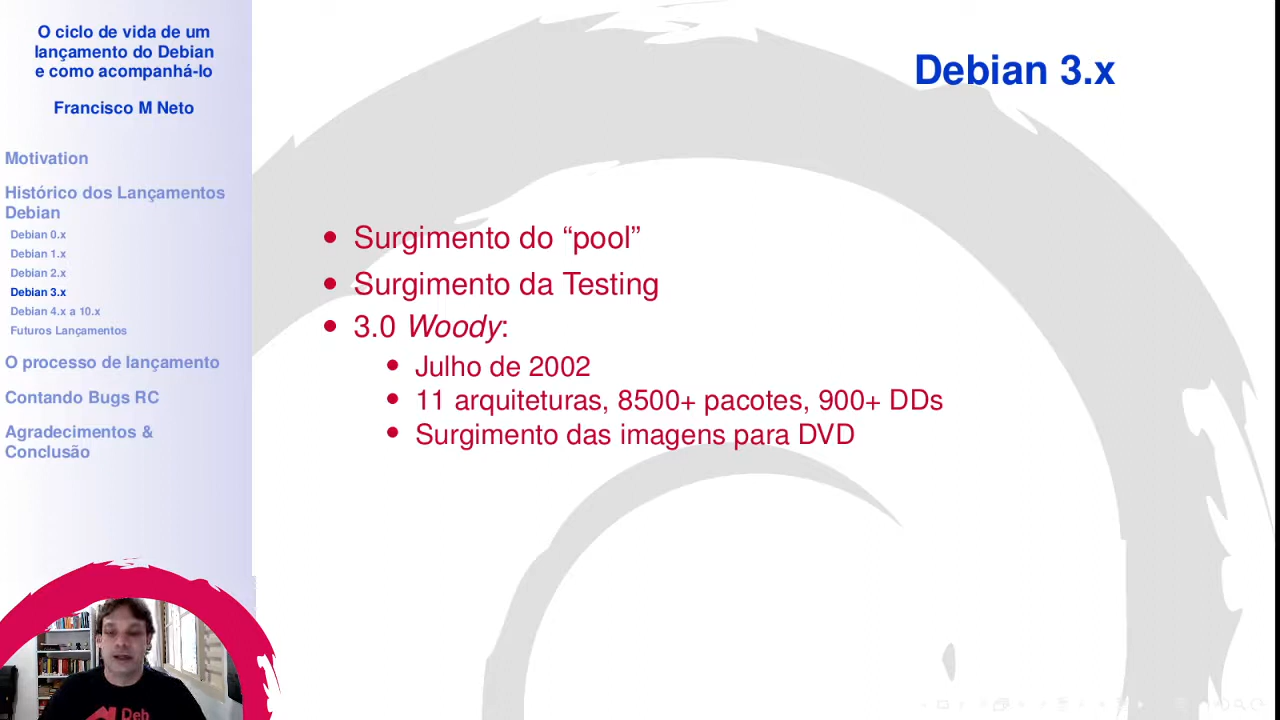 O ciclo de vida de um
lançamento do Debian
e como acompanhá-lo
Francisco M Neto
Motivation
Histórico dos Lançamentos
Debian
Debian 0.x
Debian 1.x
Debian 2.x
Debian 3.x
Debian 4.x a 10.x
Futuros Lançamentos
O processo de lançamento
Contando Bugs RC
Agradecimentos &
Conclusão
Debian 3.x
Surgimento do “pool”
Surgimento da Testing
3.0 Woody:
Julho de 2002
11 arquiteturas, 8500+ pacotes, 900+ DDs
Surgimento das imagens para DVD
Deb